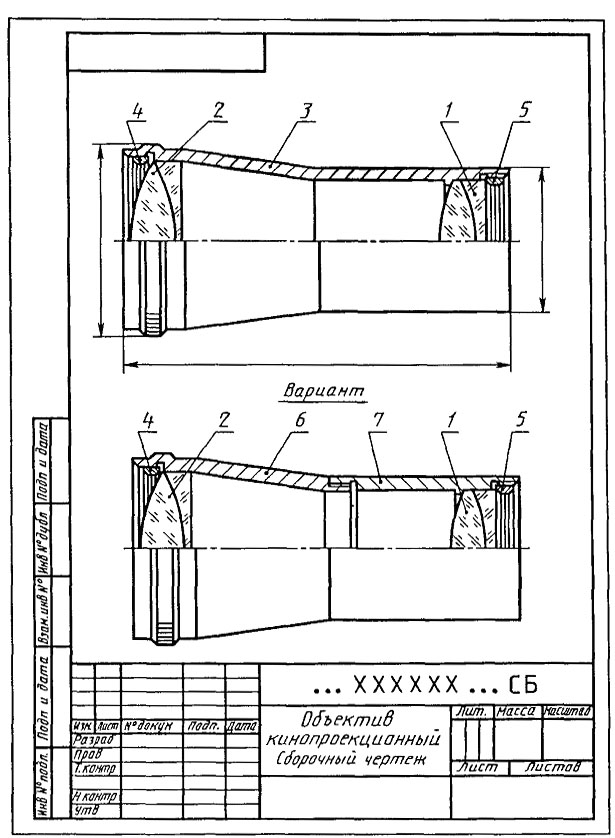 4 2 3 1 5
Вариант
4 2 6 7 1 5
Подп и дата
Инв № дубл
Взам. инв №
Подп и дата
Инв № подл.
...XXXXXX...СБ
Изм. Лист № докум Подп. Дата
Разраб
Пров
Т.контр
Н контр
Утв
Объектив
кинопроекционный
Сборочный чертеж
Лит. Масса Масштаб
Лист Листов